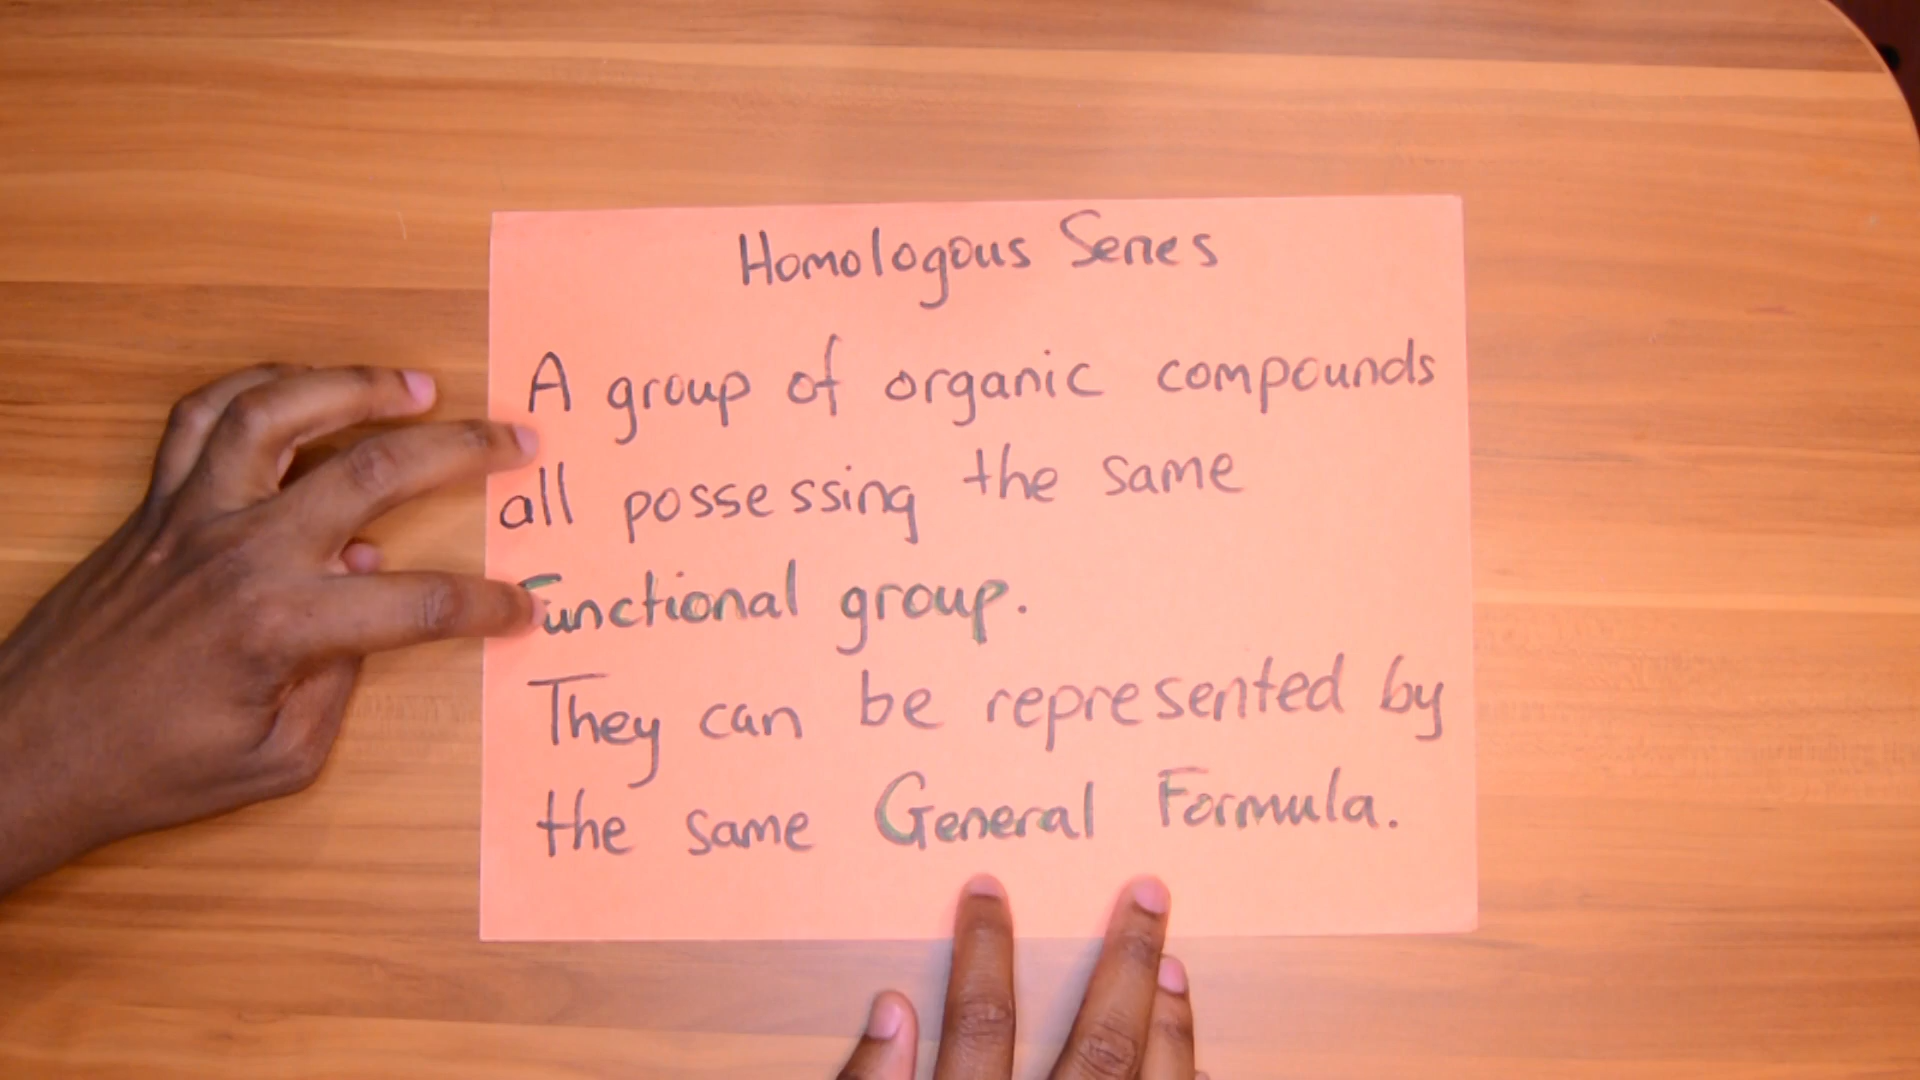 Homologous Series
A group of organic compounds
all possessing the same
Functional group.
They can be represented by
the same General Formula.